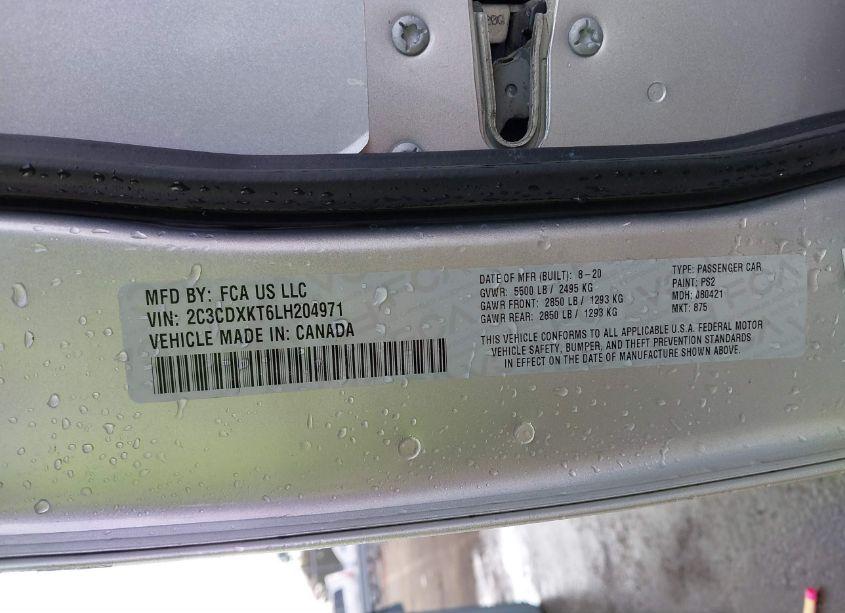 MFD BY: FCA US LLC
VIN: 2C3CDXKT6LH204971
VEHICLE MADE IN: CANADA
DATE OF MFR (BUILT): 8-20
GVWR: 5500 LB / 2495 KG
GAWR FRONT: 2850 LB / 1293 KG
GAWR REAR: 2850 LB / 1293 KG
TYPE: PASSENGER CAR
PAINT: PS2
MDH: 080421
MKT: 875
THIS VEHICLE CONFORMS TO ALL APPLICABLE U.S.A. FEDERAL MOTOR
VEHICLE SAFETY, BUMPER, AND THEFT PREVENTION STANDARDS
IN EFFECT ON THE DATE OF MANUFACTURE SHOWN ABOVE.